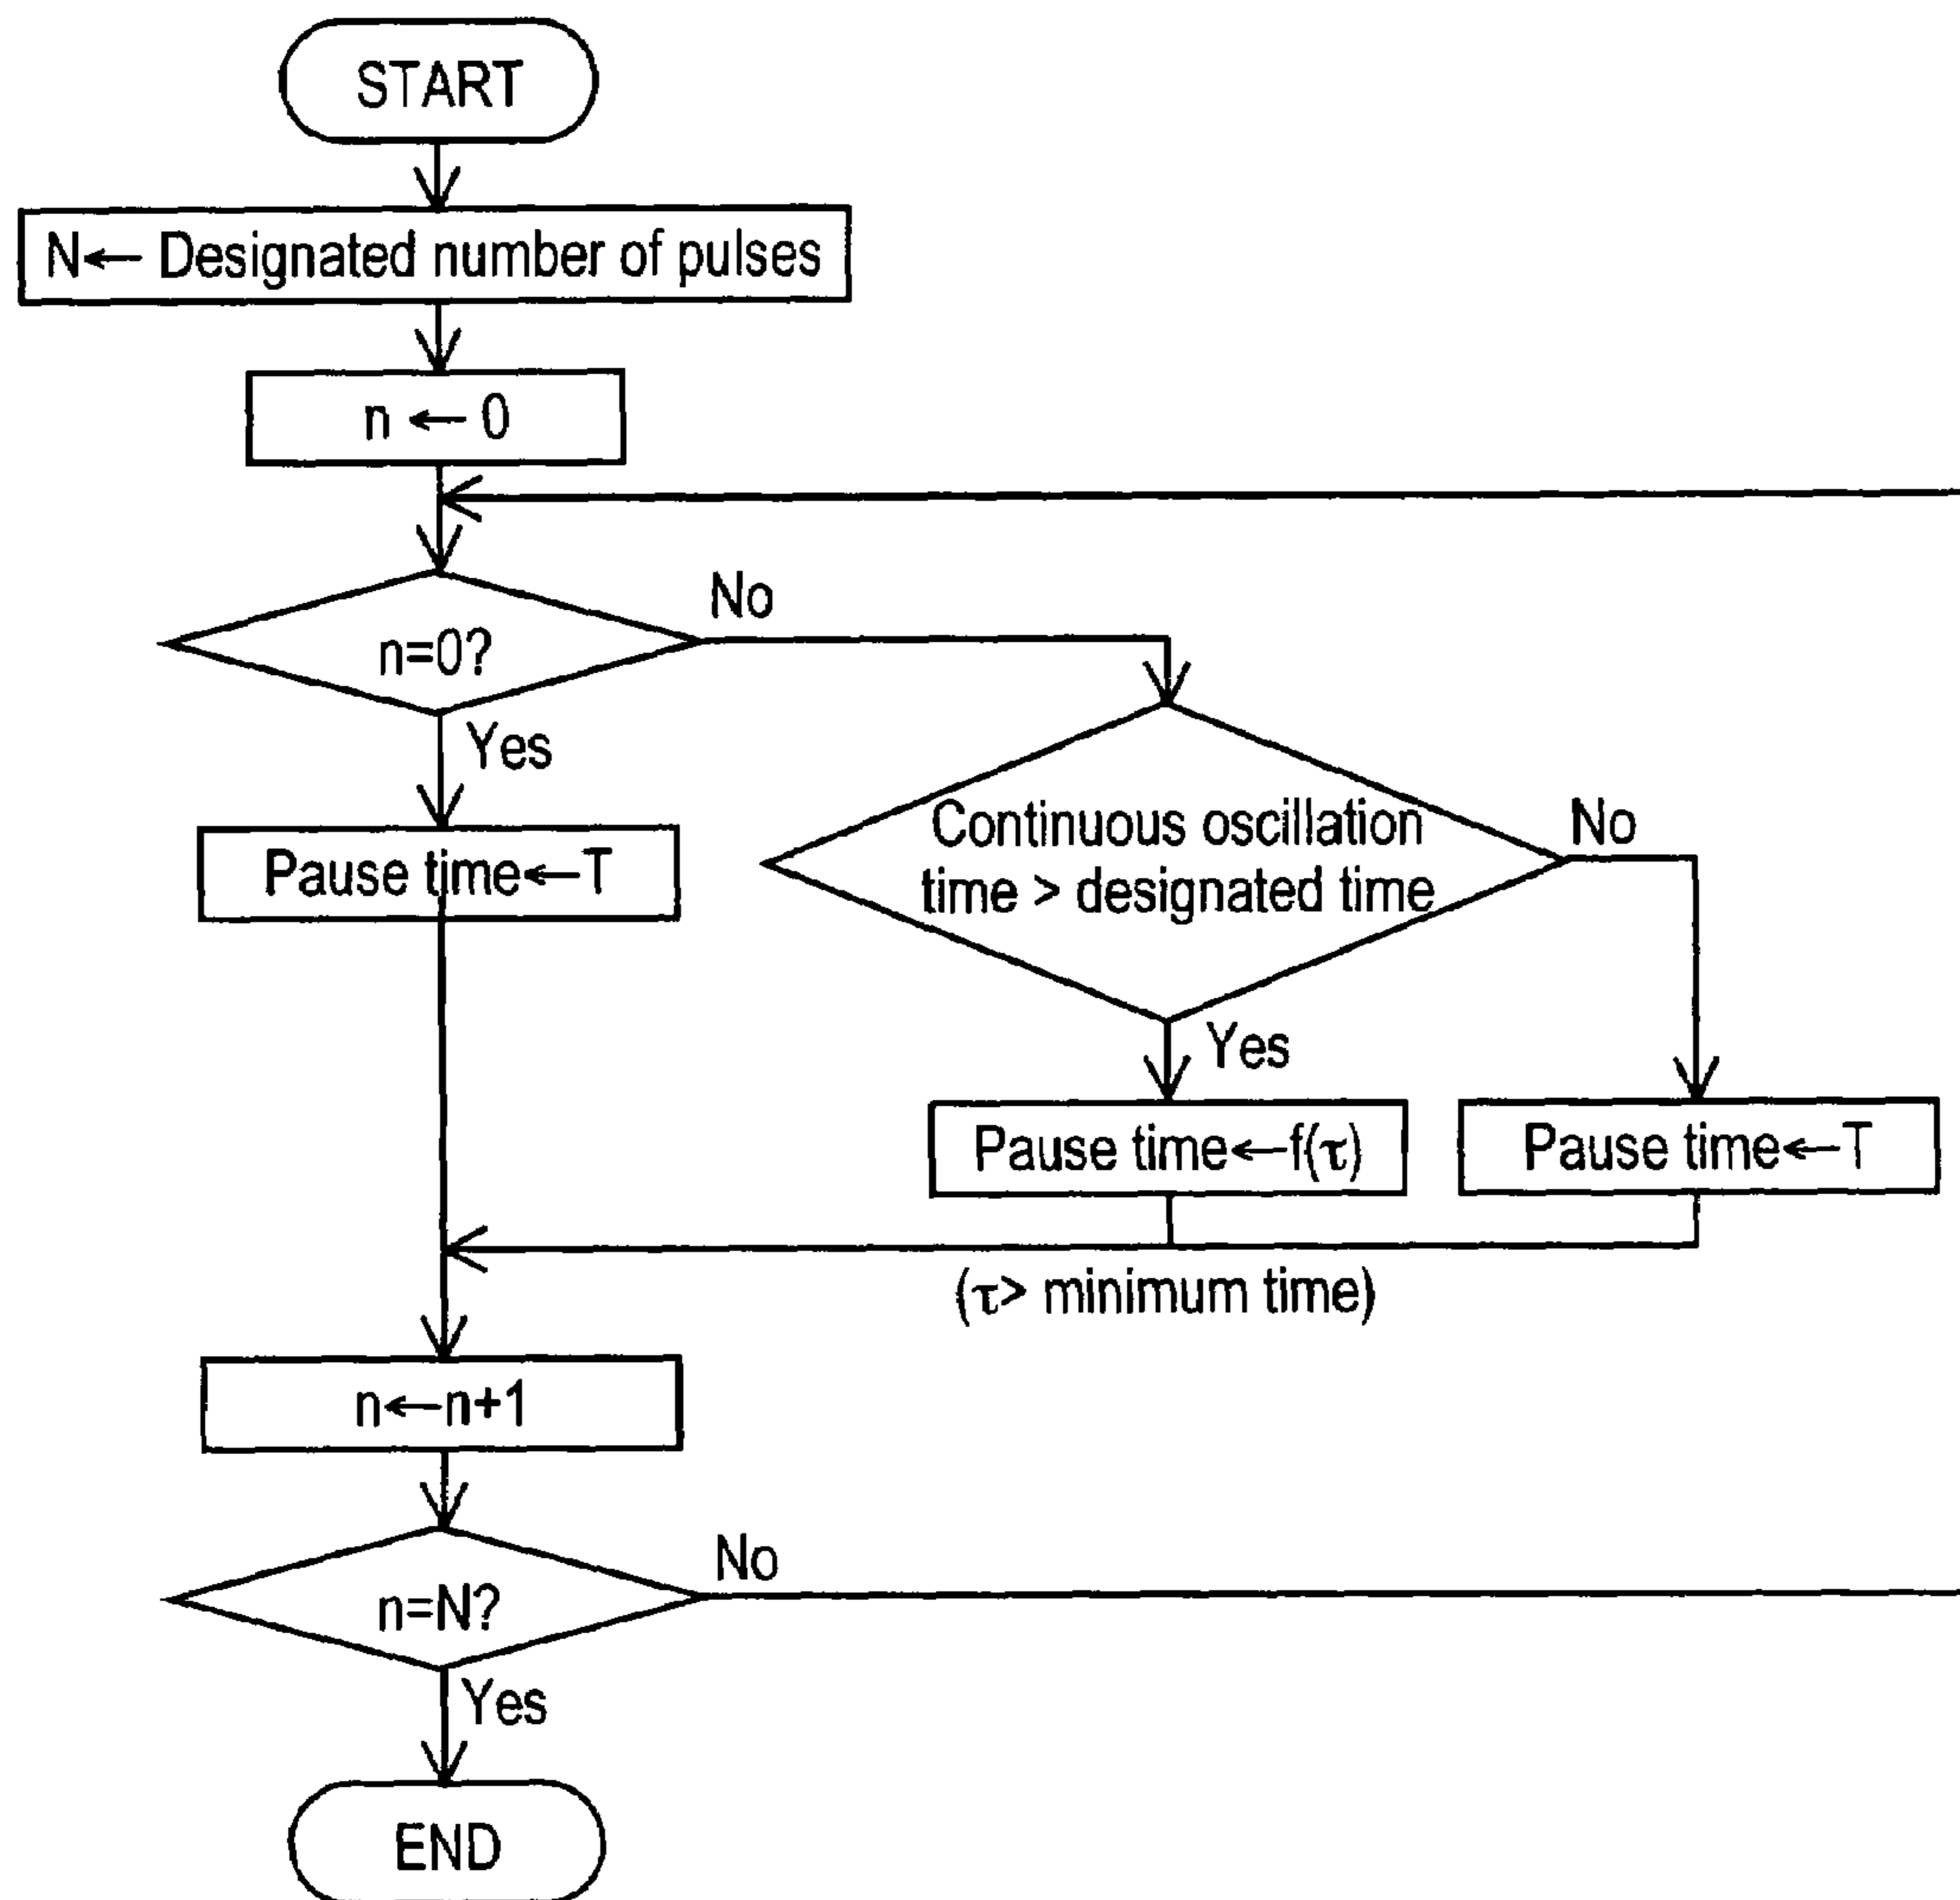 START
N← Designated number of pulses
n ← 0
n=0?
No
Yes
Pause time←T
Continuous oscillation
time > designated time
No
Yes
Pause time←f(τ)
Pause time←T
(τ> minimum time)
n←n+1
n=N?
No
Yes
END